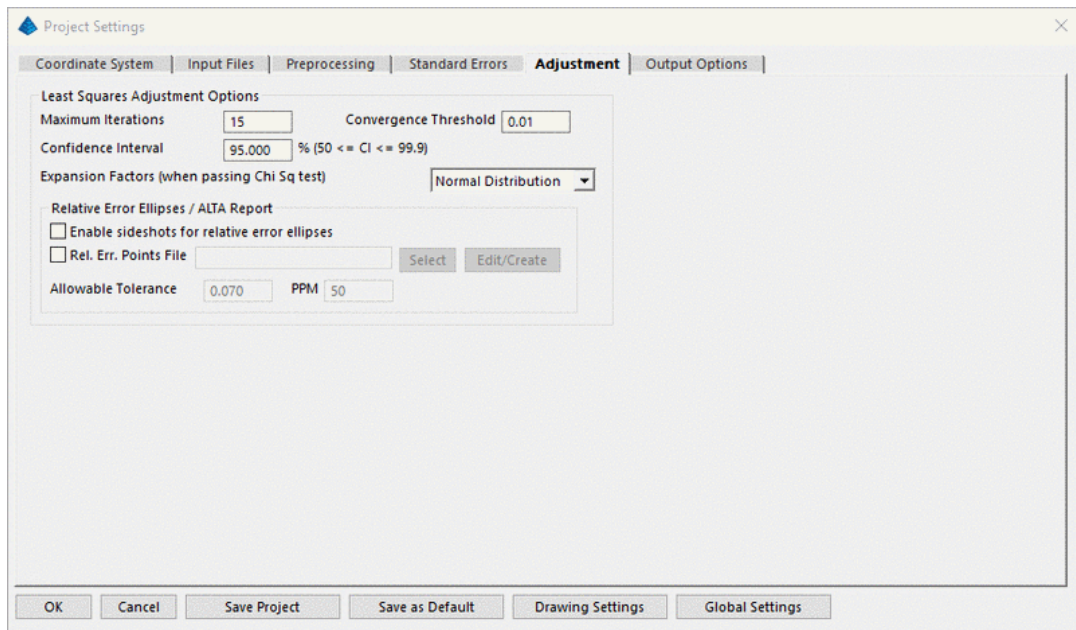 Project Settings
Coordinate System Input Files Preprocessing Standard Errors Adjustment Output Options
Least Squares Adjustment Options
Maximum Iterations 15 Convergence Threshold 0.01
Confidence Interval 95.000 % (50 <= CI <= 99.9)
Expansion Factors (when passing Chi Sq test) Normal Distribution
Relative Error Ellipses / ALTA Report
Enable sideshots for relative error ellipses
Rel. Err. Points File Select Edit/Create
Allowable Tolerance 0.070 PPM 50
OK Cancel Save Project Save as Default Drawing Settings Global Settings